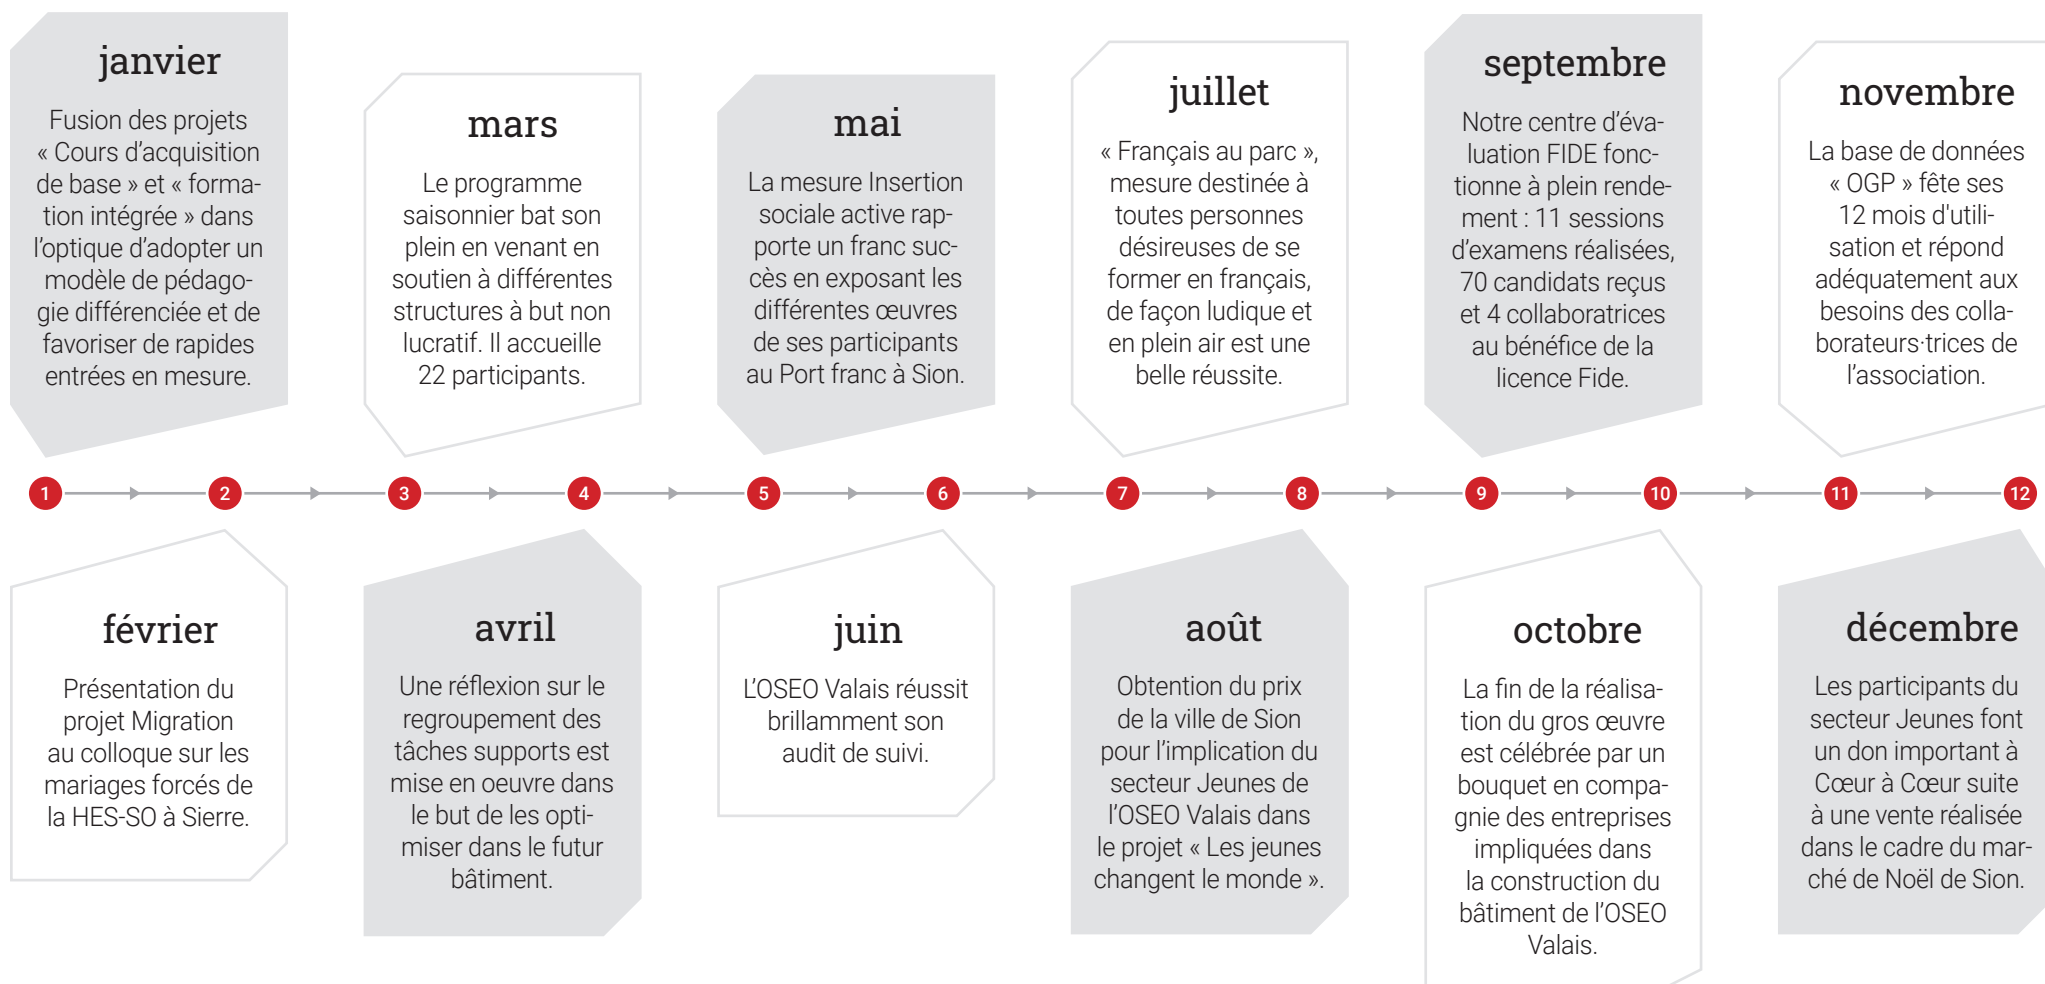 janvier
Fusion des projets
« Cours d’acquisition
de base » et « forma-
tion intégrée » dans
l’optique d’adopter un
modèle de pédago-
gie différenciée et de
favoriser de rapides
entrées en mesure.
mars
Le programme
saisonnier bat son
plein en venant en
soutien à différentes
structures à but non
lucratif. Il accueille
22 participants.
mai
La mesure Insertion
sociale active rap-
porte un franc suc-
cès en exposant les
différentes œuvres
de ses participants
au Port franc à Sion.
juillet
« Français au parc »,
mesure destinée à
toutes personnes
désireuses de se
former en français,
de façon ludique et
en plein air est une
belle réussite.
septembre
Notre centre d’éva-
luation FIDE fonc-
tionne à plein rende-
ment : 11 sessions
d’examens réalisées,
70 candidats reçus
et 4 collaboratrices
au bénéfice de la
licence Fide.
novembre
La base de données
« OGP » fête ses
12 mois d'utili-
sation et répond
adéquatement aux
besoins des colla-
borateurs·trices de
l’association.
1 2 3 4 5 6 7 8 9 10 11 12
février
Présentation du
projet Migration
au colloque sur les
mariages forcés de
la HES-SO à Sierre.
avril
Une réflexion sur le
regroupement des
tâches supports est
mise en oeuvre dans
le but de les opti-
miser dans le futur
bâtiment.
juin
L’OSEO Valais réussit
brillamment son
audit de suivi.
août
Obtention du prix
de la ville de Sion
pour l’implication du
secteur Jeunes de
l’OSEO Valais dans
le projet « Les jeunes
changent le monde ».
octobre
La fin de la réalisa-
tion du gros œuvre
est célébrée par un
bouquet en compa-
gnie des entreprises
impliquées dans
la construction du
bâtiment de l’OSEO
Valais.
décembre
Les participants du
secteur Jeunes font
un don important à
Cœur à Cœur suite
à une vente réalisée
dans le cadre du mar-
ché de Noël de Sion.